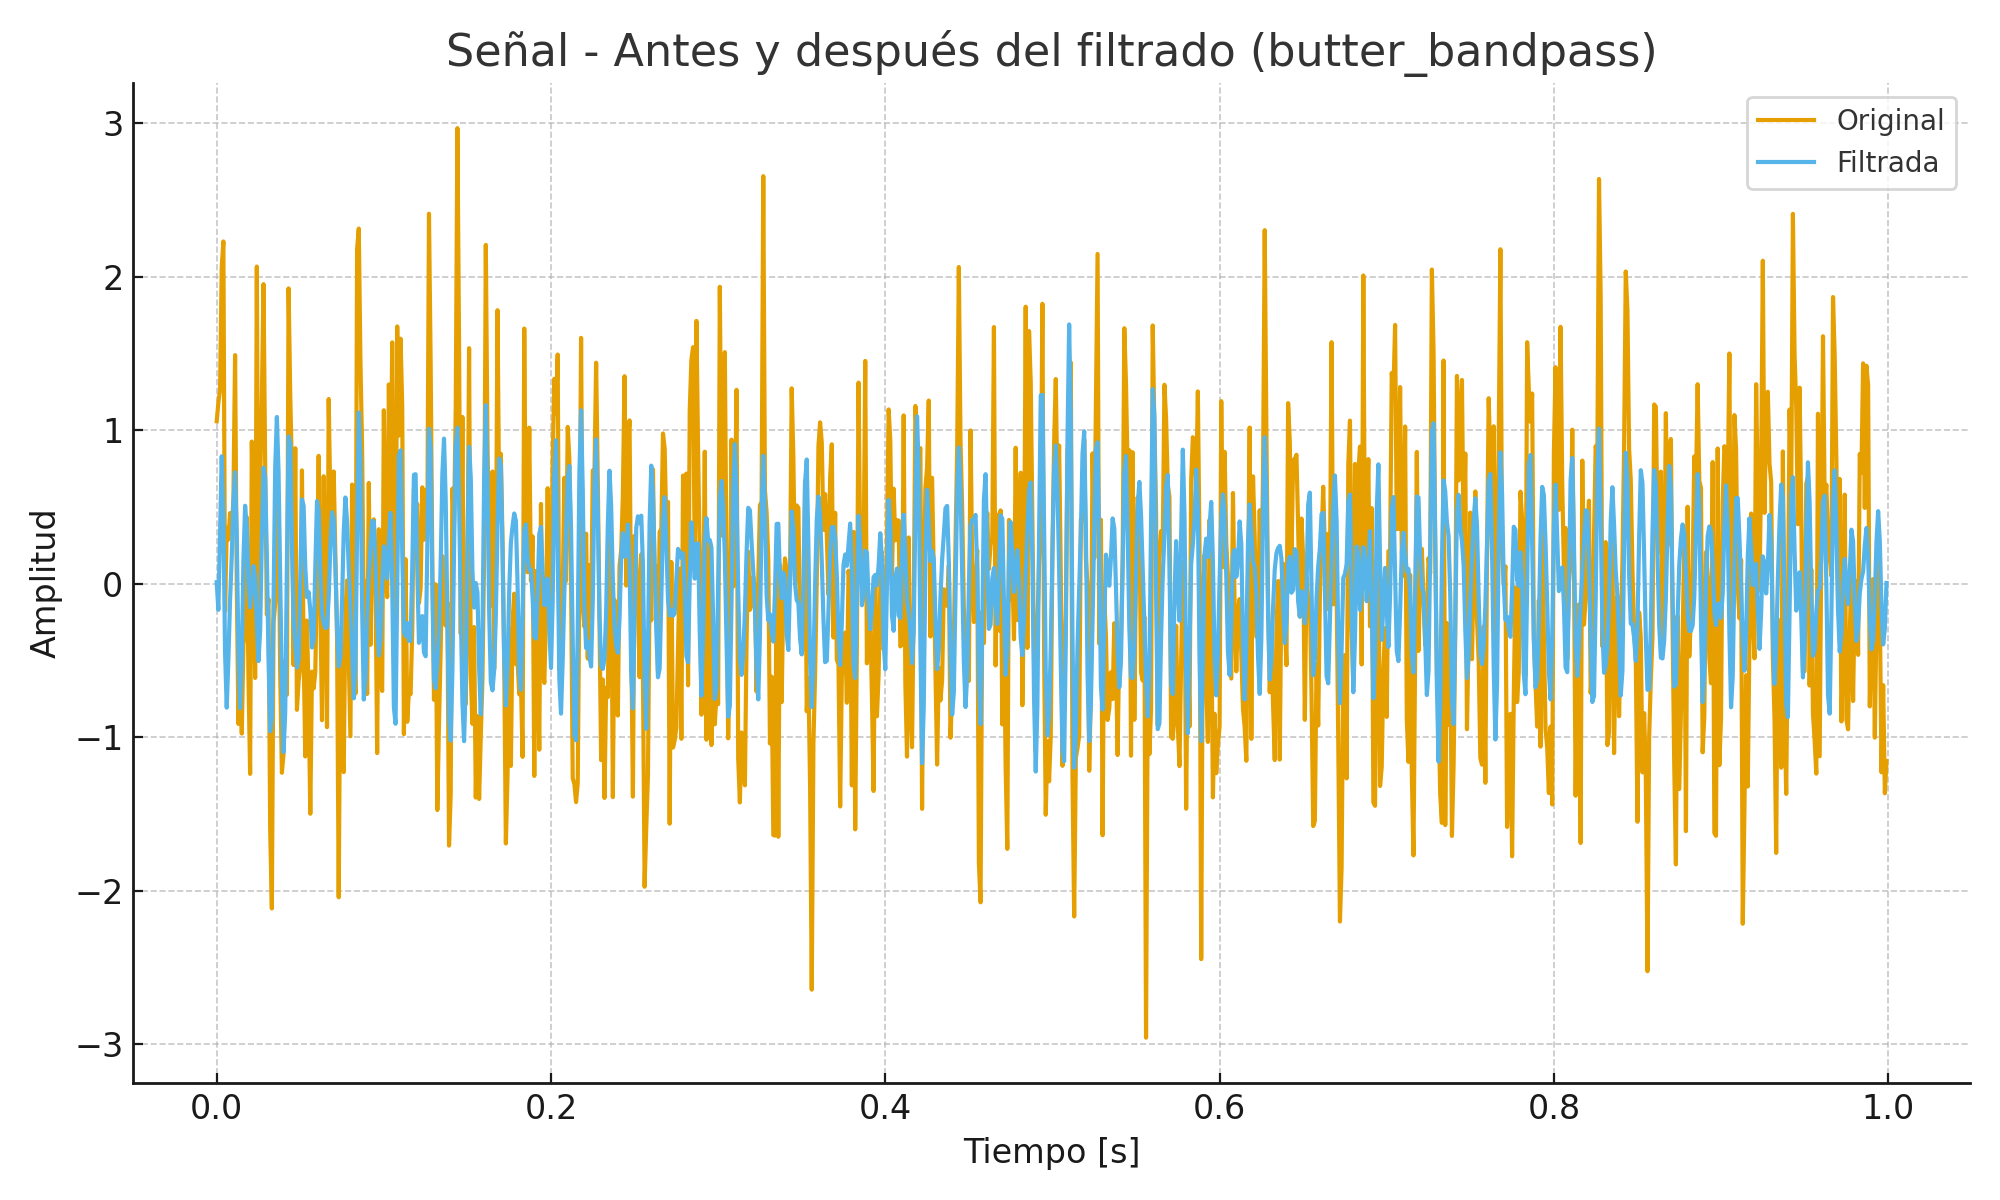 Señal - Antes y después del filtrado (butter_bandpass)
Original
Filtrada
Amplitud
3
2
1
0
−1
−2
−3
0.0 0.2 0.4 0.6 0.8 1.0
Tiempo [s]